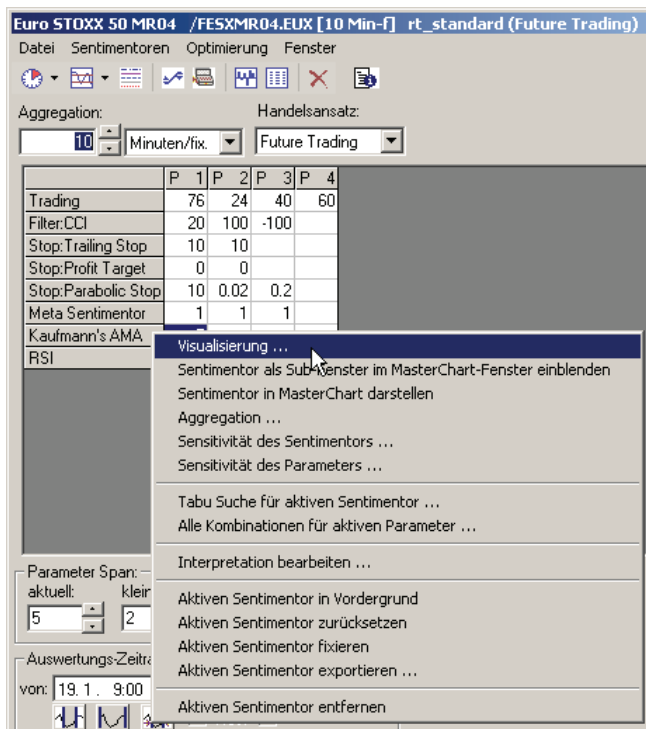 Euro STOXX 50 MR04 /FESXMR04.EUX [10 Min-f] rt_standard (Future Trading)
Datei Sentimentoren Optimierung Fenster
Aggregation: Handelsansatz:
10 Minuten/fix. Future Trading
P 1 P 2 P 3 P 4
Trading 76 24 40 60
Filter:CCI 20 100 -100
Stop:Trailing Stop 10 10
Stop:Profit Target 0 0
Stop:Parabolic Stop 10 0.02 0.2
Meta Sentimentor 1 1 1
Kaufmann's AMA
RSI
Visualisierung ...
Sentimentor als Sub-Fenster im MasterChart-Fenster einblenden
Sentimentor in MasterChart darstellen
Aggregation ...
Sensitivität des Sentimentors ...
Sensitivität des Parameters ...
Tabu Suche für aktiven Sentimentor ...
Alle Kombinationen für aktiven Parameter ...
Interpretation bearbeiten ...
Aktiven Sentimentor in Vordergrund
Aktiven Sentimentor zurücksetzen
Aktiven Sentimentor fixieren
Aktiven Sentimentor exportieren ...
Aktiven Sentimentor entfernen
Parameter Span:
aktuell: klein
5 2
Auswertungs-Zeitra
von: 19. 1. 9:00